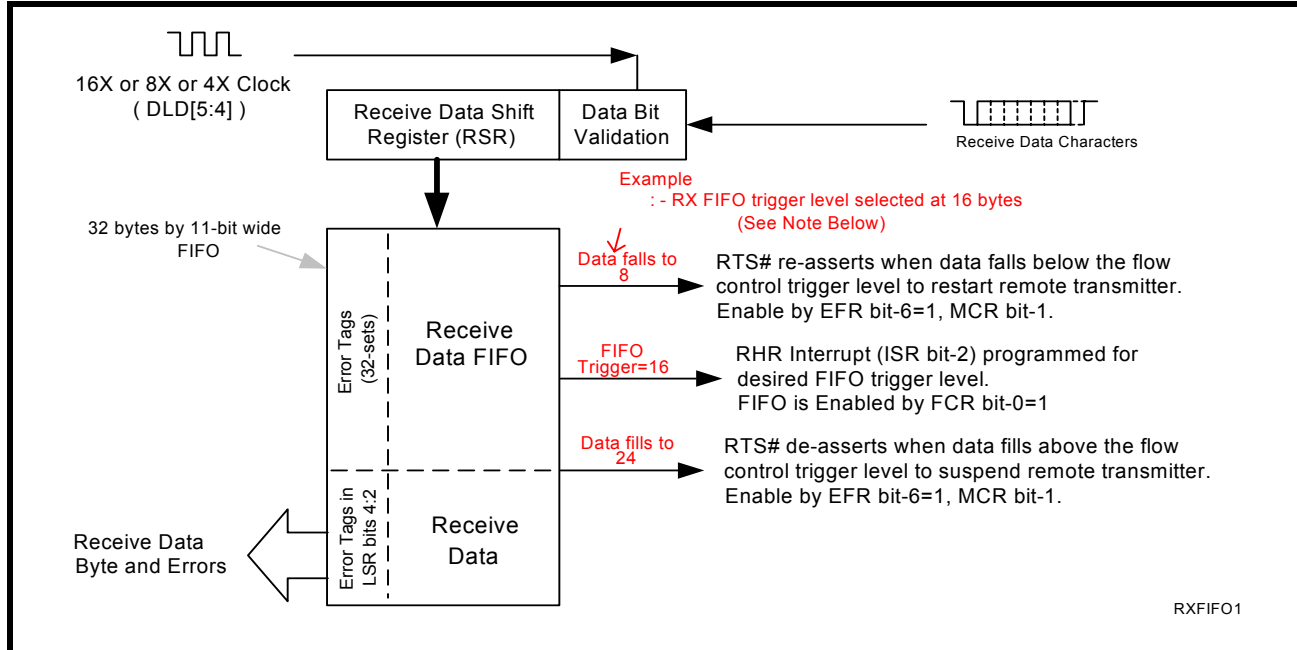 16X or 8X or 4X Clock
( DLD[5:4] )
Receive Data Shift
Register (RSR)
Data Bit
Validation
Receive Data Characters
Example
: - RX FIFO trigger level selected at 16 bytes
(See Note Below)
32 bytes by 11-bit wide
FIFO
Data falls to
8
RTS# re-asserts when data falls below the flow
control trigger level to restart remote transmitter.
Enable by EFR bit-6=1, MCR bit-1.
Error Tags
(32-sets)
Receive
Data FIFO
FIFO
Trigger=16
RHR Interrupt (ISR bit-2) programmed for
desired FIFO trigger level.
FIFO is Enabled by FCR bit-0=1
Data fills to
24
RTS# de-asserts when data fills above the flow
control trigger level to suspend remote transmitter.
Enable by EFR bit-6=1, MCR bit-1.
Error Tags in
LSR bits 4:2
Receive
Data
Receive Data
Byte and Errors
RXFIFO1